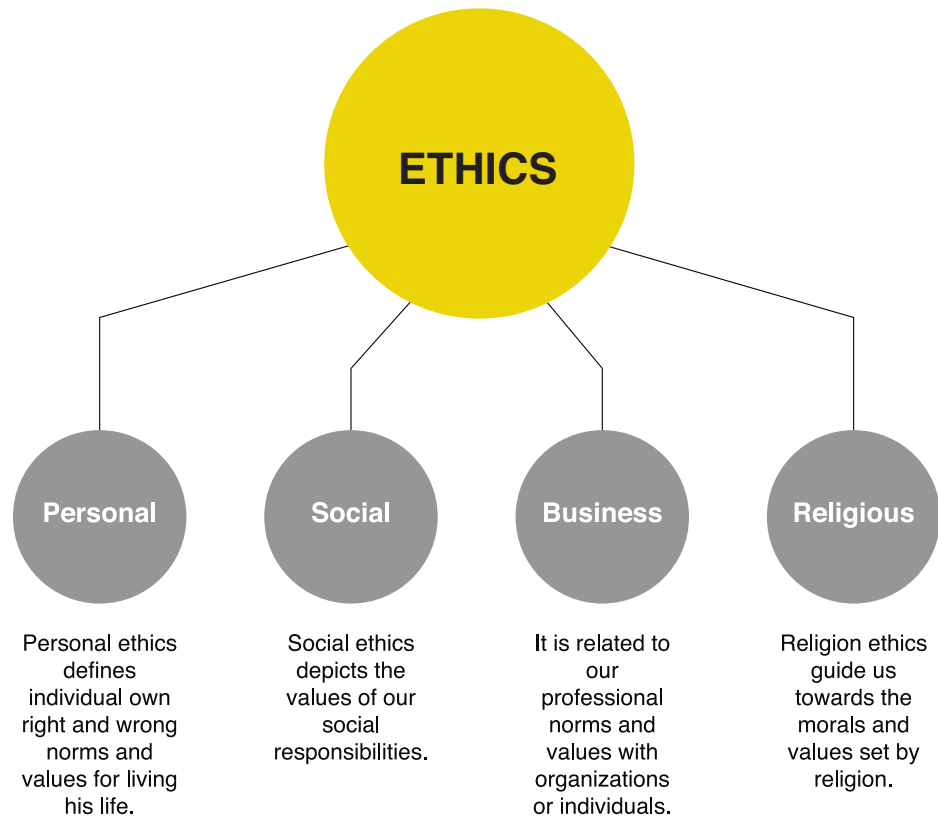 ETHICS
Personal
Social
Business
Religious
Personal ethics
defines
individual own
right and wrong
norms and
values for living
his life.
Social ethics
depicts the
values of our
social
responsibilities.
It is related to
our
professional
norms and
values with
organizations
or individuals.
Religion ethics
guide us
towards the
morals and
values set by
religion.